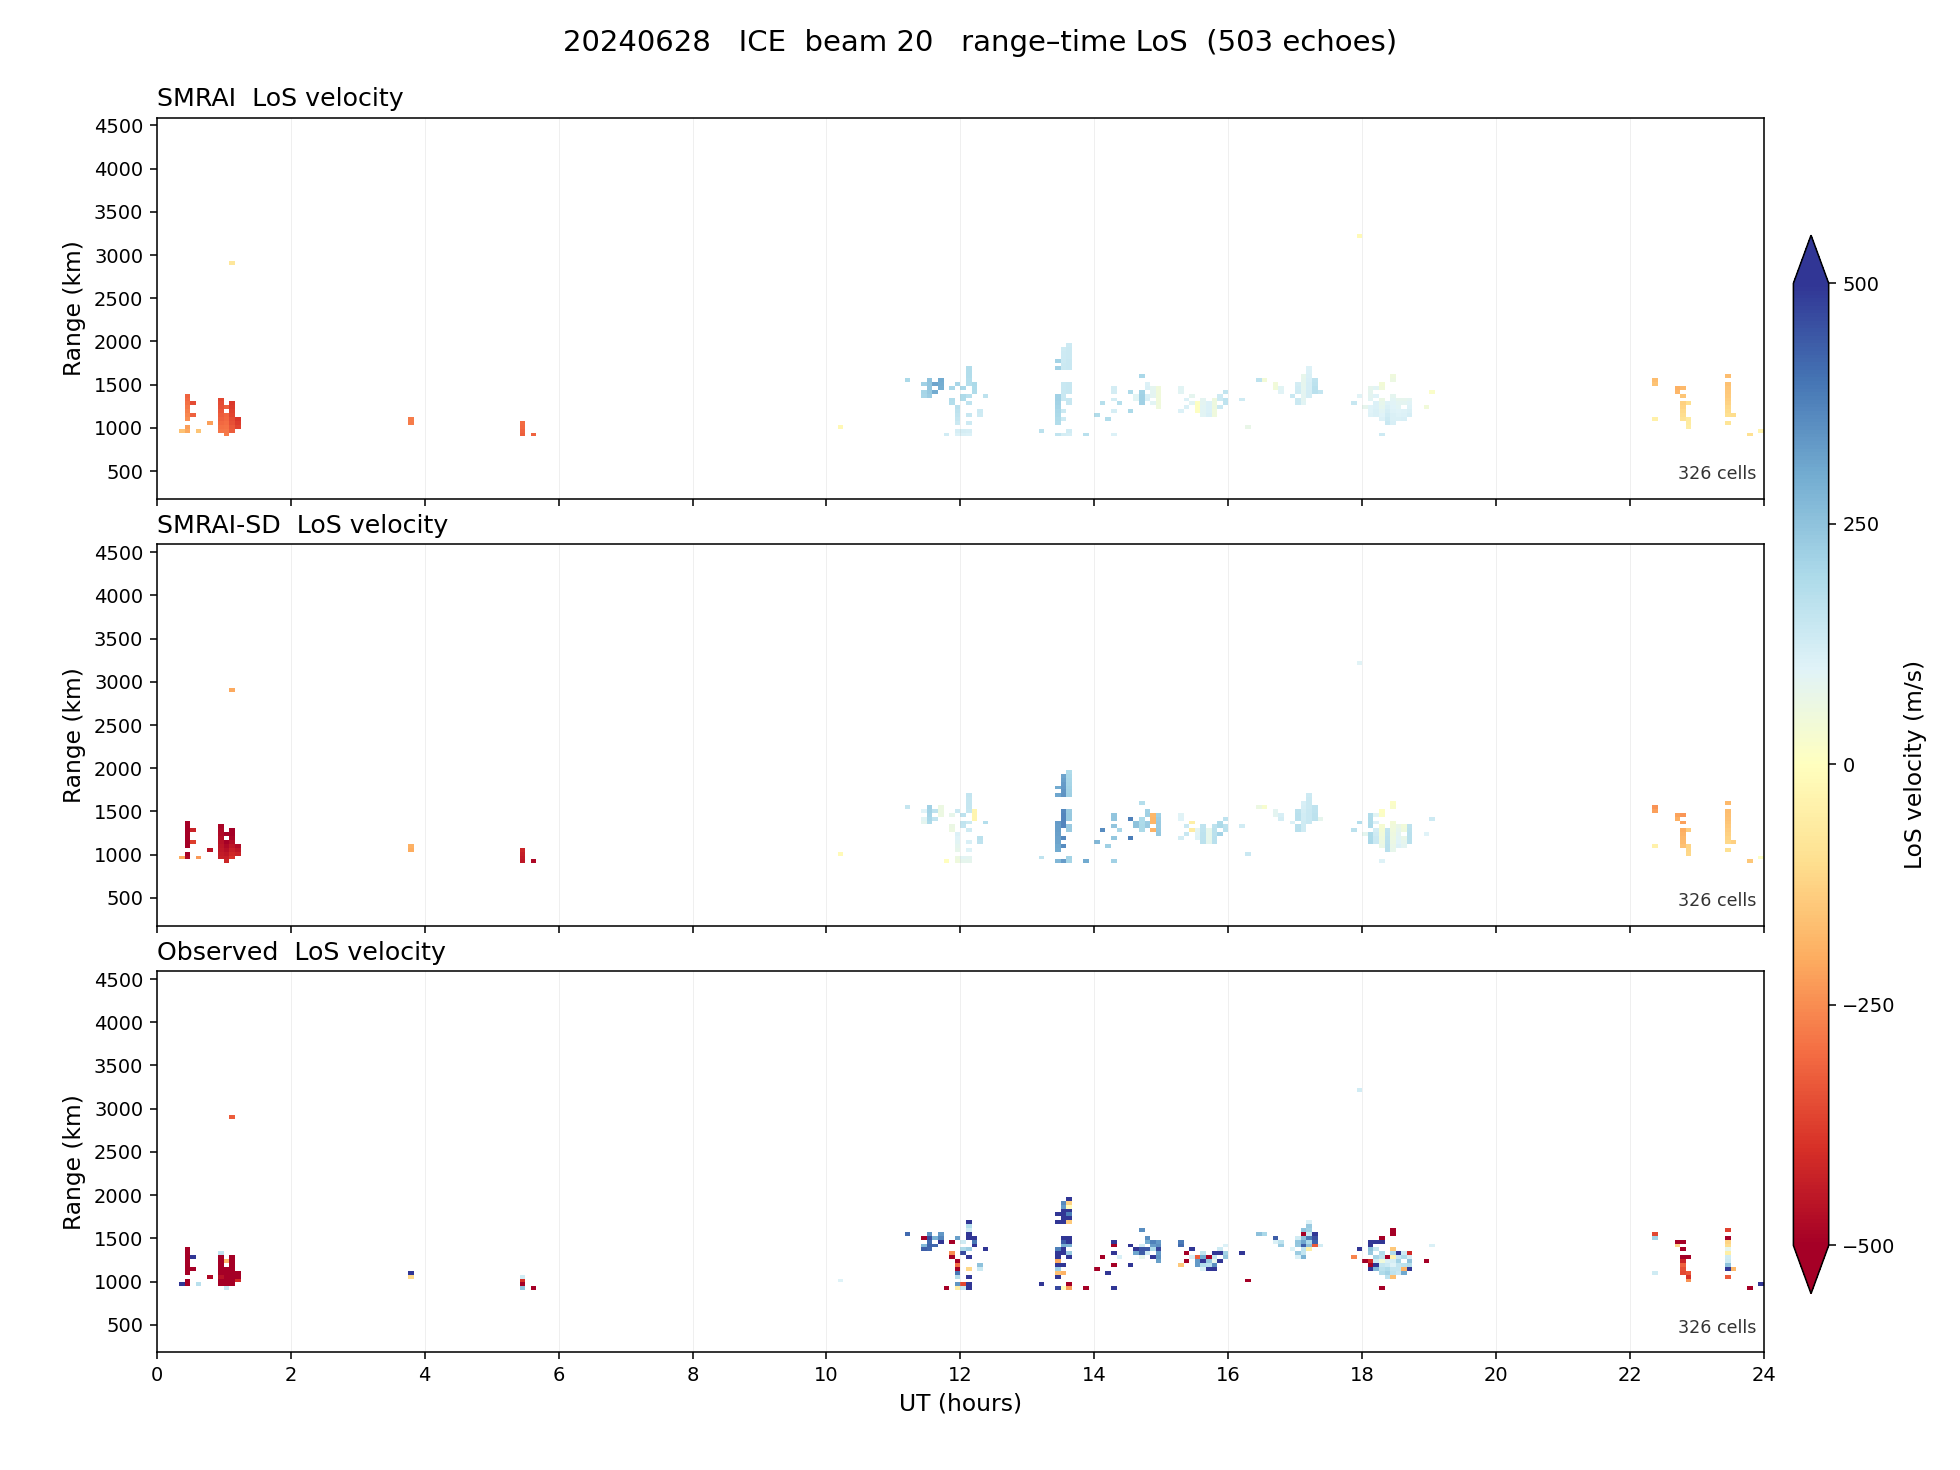 20240628   ICE  beam 20   range–time LoS  (503 echoes)
SMRAI  LoS velocity
4500
4000
3500
3000
2500
2000
1500
1000
500
Range (km)
326 cells
SMRAI-SD  LoS velocity
4500
4000
3500
3000
2500
2000
1500
1000
500
Range (km)
326 cells
Observed  LoS velocity
4500
4000
3500
3000
2500
2000
1500
1000
500
Range (km)
326 cells
0 2 4 6 8 10 12 14 16 18 20 22 24
UT (hours)
500
250
0
−250
−500
LoS velocity (m/s)